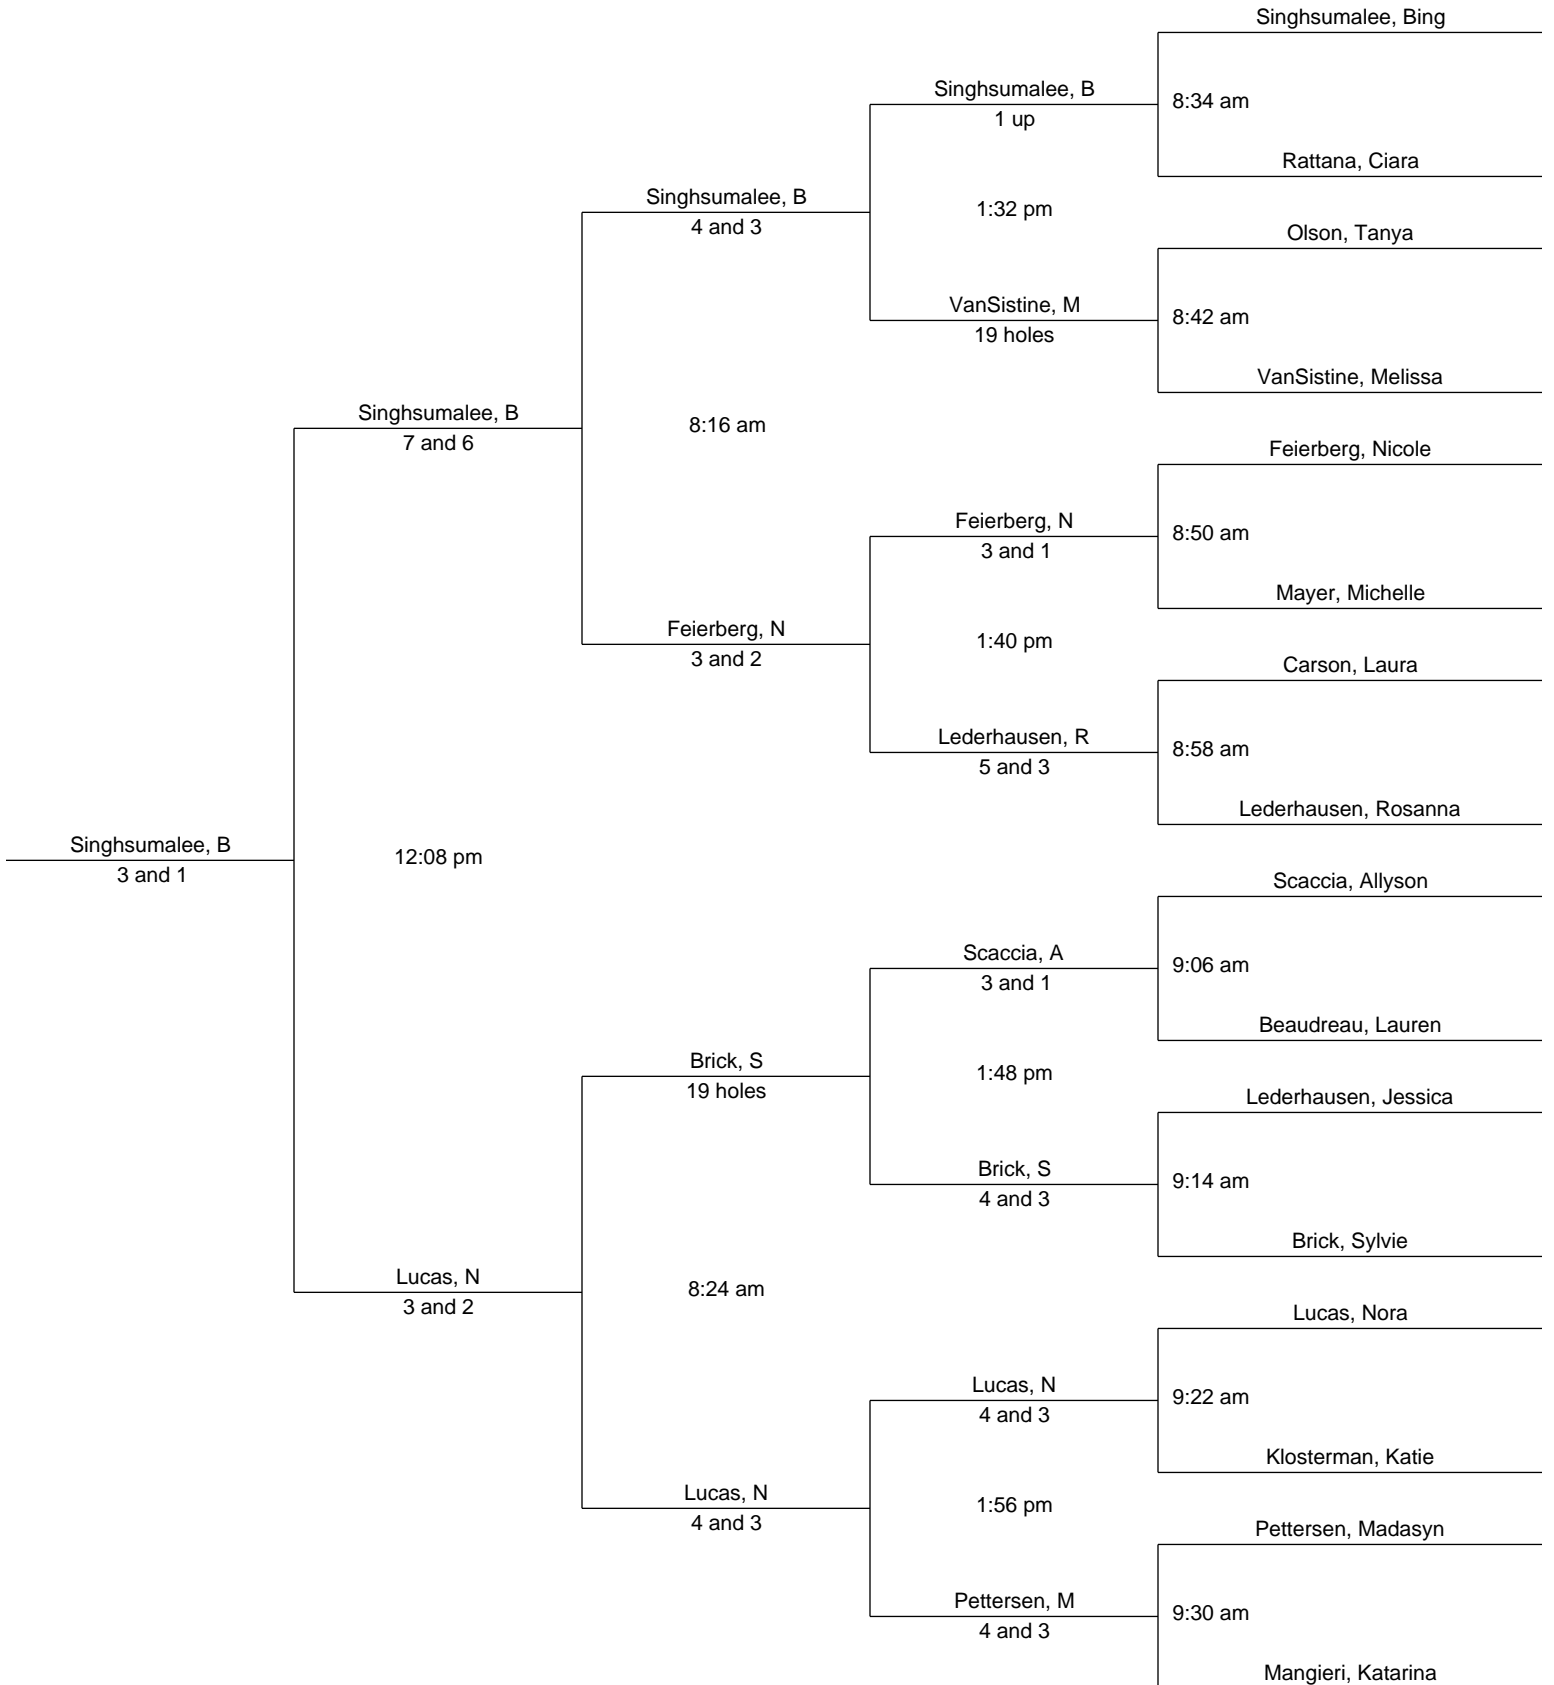 Singhsumalee, Bing
Singhsumalee, B
8:34 am
1 up
Rattana, Ciara
Singhsumalee, B
1:32 pm
4 and 3
Olson, Tanya
VanSistine, M
8:42 am
19 holes
VanSistine, Melissa
Singhsumalee, B
8:16 am
7 and 6
Feierberg, Nicole
Feierberg, N
8:50 am
3 and 1
Mayer, Michelle
Feierberg, N
1:40 pm
3 and 2
Carson, Laura
Lederhausen, R
8:58 am
5 and 3
Lederhausen, Rosanna
Singhsumalee, B
12:08 pm
3 and 1
Scaccia, Allyson
Scaccia, A
9:06 am
3 and 1
Beaudreau, Lauren
Brick, S
1:48 pm
19 holes
Lederhausen, Jessica
Brick, S
9:14 am
4 and 3
Brick, Sylvie
Lucas, N
8:24 am
3 and 2
Lucas, Nora
Lucas, N
9:22 am
4 and 3
Klosterman, Katie
Lucas, N
1:56 pm
4 and 3
Pettersen, Madasyn
Pettersen, M
9:30 am
4 and 3
Mangieri, Katarina